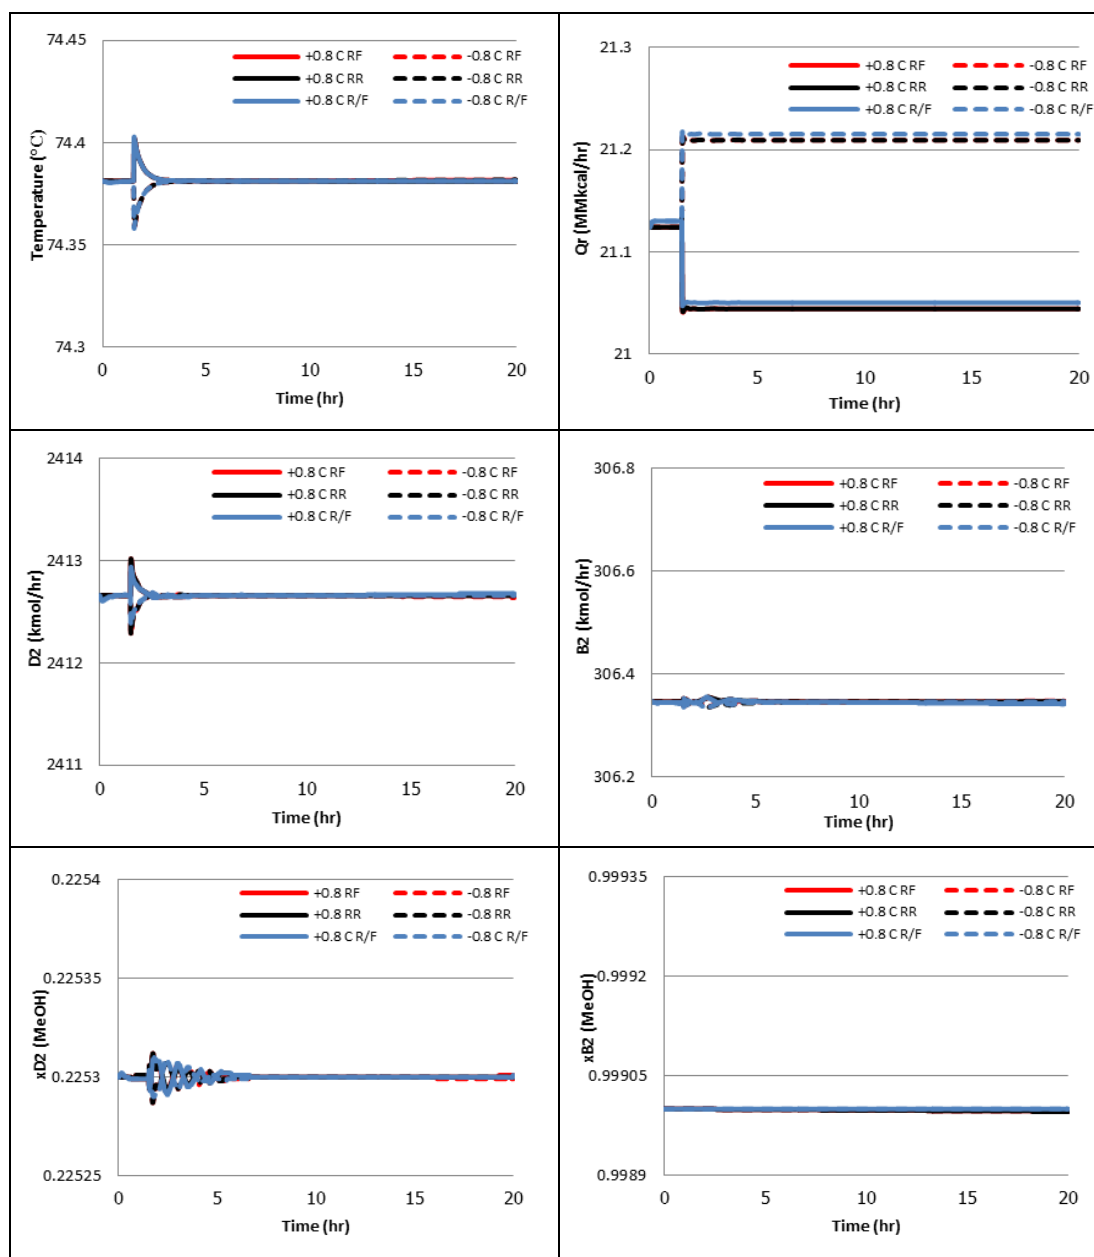 74.45
+0.8 C RF -0.8 C RF
+0.8 C RR -0.8 C RR
+0.8 C R/F -0.8 C R/F
74.4
74.35
74.3
Temperature (°C)
0 5 10 15 20
Time (hr)
21.3
+0.8 C RF -0.8 C RF
+0.8 C RR -0.8 C RR
+0.8 C R/F -0.8 C R/F
21.2
21.1
21
Qr (MMkcal/hr)
0 5 10 15 20
Time (hr)
2414
+0.8 C RF -0.8 C RF
+0.8 C RR -0.8 C RR
+0.8 C R/F -0.8 C R/F
2413
2412
2411
D2 (kmol/hr)
0 5 10 15 20
Time (hr)
306.8
+0.8 C RF -0.8 C RF
+0.8 C RR -0.8 C RR
+0.8 C R/F -0.8 C R/F
306.6
306.4
306.2
B2 (kmol/hr)
0 5 10 15 20
Time (hr)
0.2254
+0.8 RF -0.8 RF
+0.8 RR -0.8 RR
+0.8 C R/F -0.8 C R/F
0.22535
0.2253
0.22525
xD2 (MeOH)
0 5 10 15 20
Time (hr)
0.99935
+0.8 C RF -0.8 C RF
+0.8 C RR -0.8 C RR
+0.8 C R/F -0.8 C R/F
0.9992
0.99905
0.9989
xB2 (MeOH)
0 5 10 15 20
Time (hr)